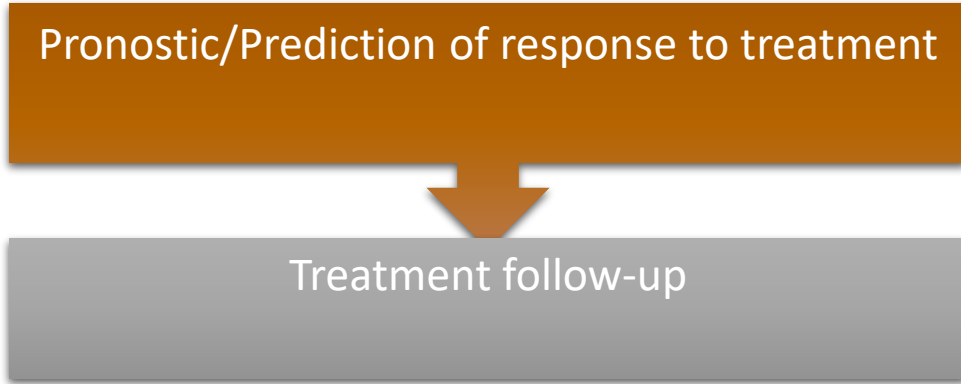 Pronostic/Prediction of response to treatment
Treatment follow-up